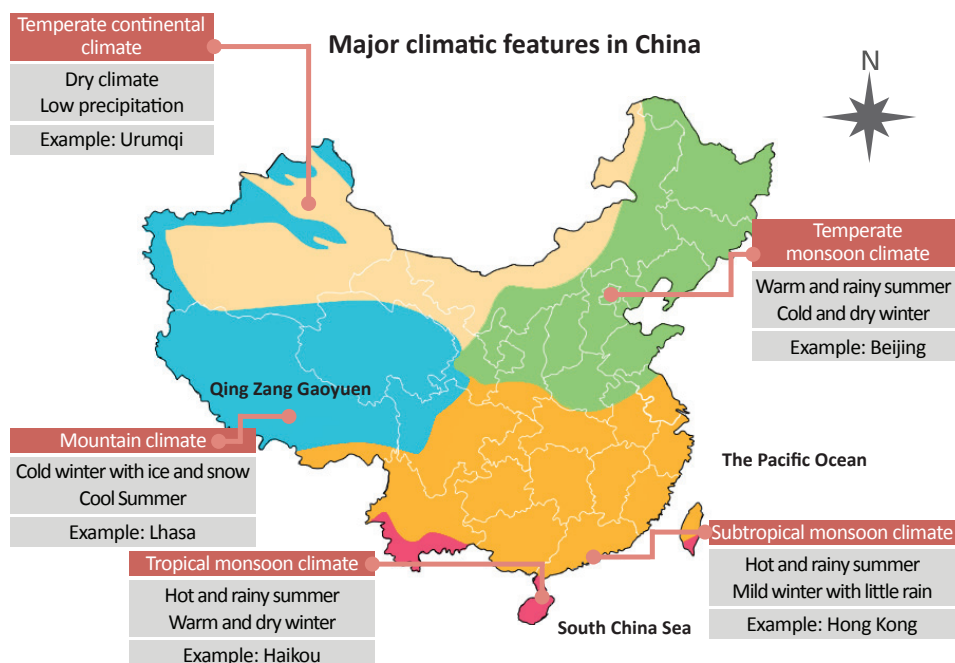 Major climatic features in China
N
Temperate continental
climate
Dry climate
Low precipitation
Example: Urumqi
Temperate
monsoon climate
Warm and rainy summer
Cold and dry winter
Example: Beijing
Qing Zang Gaoyuen
Mountain climate
Cold winter with ice and snow
Cool Summer
Example: Lhasa
The Pacific Ocean
Subtropical monsoon climate
Hot and rainy summer
Mild winter with little rain
Example: Hong Kong
Tropical monsoon climate
Hot and rainy summer
Warm and dry winter
Example: Haikou
South China Sea